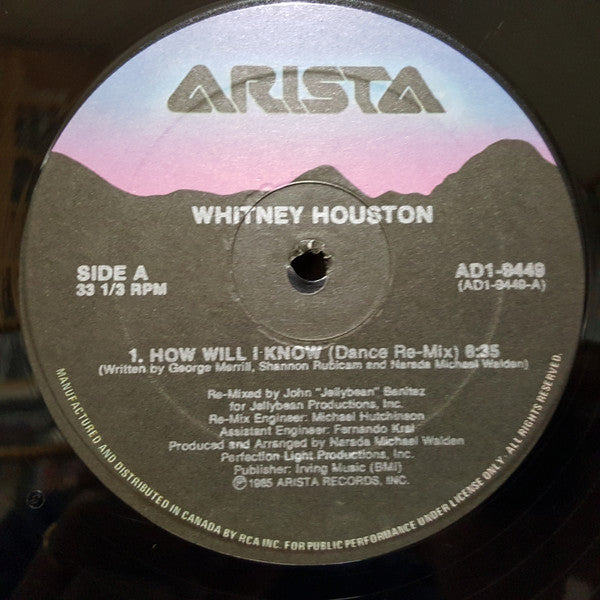 ARISTA
WHITNEY HOUSTON
SIDE A
33 1/3 RPM
AD1-9449
(AD1-9449-A)
1. HOW WILL I KNOW (Dance Re-Mix) 6:35
(Written by George Merrill, Shannon Rubicam and Narada Michael Walden)
Re-Mixed by John "Jellybean" Benitez
for Jellybean Productions, Inc.
Re-Mix Engineer: Michael Hutchinson
Assistant Engineer: Fernando Kral
Produced and Arranged by Narada Michael Walden
Perfection Light Productions, Inc.
Publisher: Irving Music (BMI)
℗©1985 ARISTA RECORDS, INC.
MANUFACTURED AND DISTRIBUTED IN CANADA BY RCA INC. FOR PUBLIC PERFORMANCE UNDER LICENSE ONLY. ALL RIGHTS RESERVED.